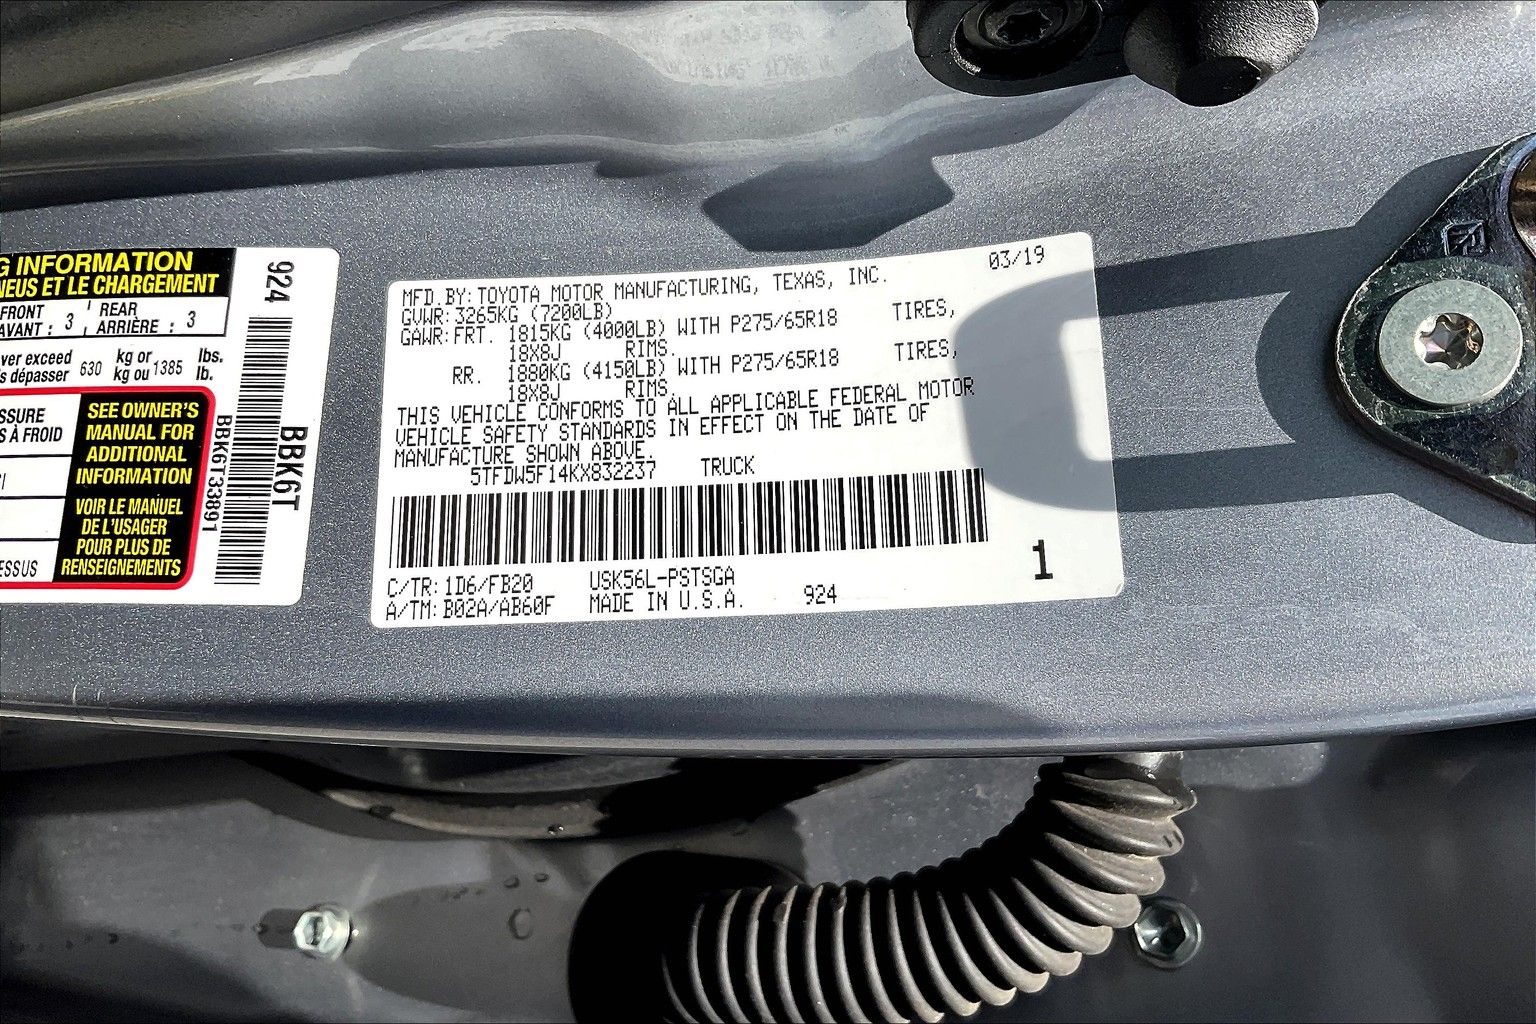 G INFORMATION
NEUS ET LE CHARGEMENT
FRONT REAR
AVANT : 3 ARRIÈRE : 3
ver exceed kg or lbs.
s dépasser 630 kg ou 1385 lb.
SSURE
S À FROID
ESSUS
SEE OWNER'S
MANUAL FOR
ADDITIONAL
INFORMATION
VOIR LE MANUEL
DE L'USAGER
POUR PLUS DE
RENSEIGNEMENTS
924
BBK6T33891
BBK6T
03/19
MFD. BY: TOYOTA MOTOR MANUFACTURING, TEXAS, INC.
GVWR: 3265KG (7200LB)
GAWR: FRT. 1815KG (4000LB) WITH P275/65R18 TIRES,
18X8J RIMS.
RR. 1880KG (4150LB) WITH P275/65R18 TIRES,
18X8J RIMS.
THIS VEHICLE CONFORMS TO ALL APPLICABLE FEDERAL MOTOR
VEHICLE SAFETY STANDARDS IN EFFECT ON THE DATE OF
MANUFACTURE SHOWN ABOVE.
5TFDW5F14KX832237 TRUCK
C/TR: 1D6/FB20 USK56L-PSTSGA
A/TM: B02A/AB60F MADE IN U.S.A. 924
1